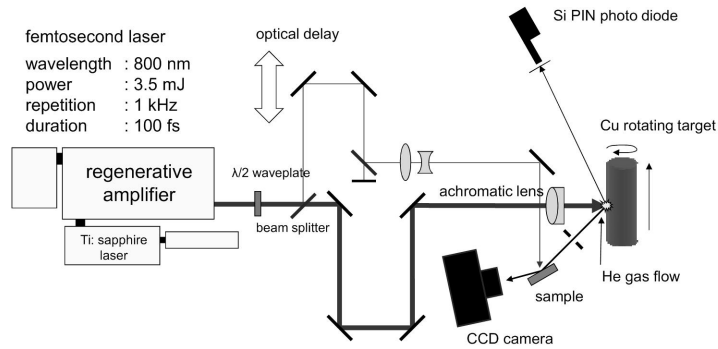 Si PIN photo diode
femtosecond laser
optical delay
wavelength : 800 nm
power : 3.5 mJ
repetition : 1 kHz
duration : 100 fs
Cu rotating target
regenerative
amplifier
λ/2 waveplate
achromatic lens
beam splitter
Ti: sapphire
laser
He gas flow
sample
CCD camera